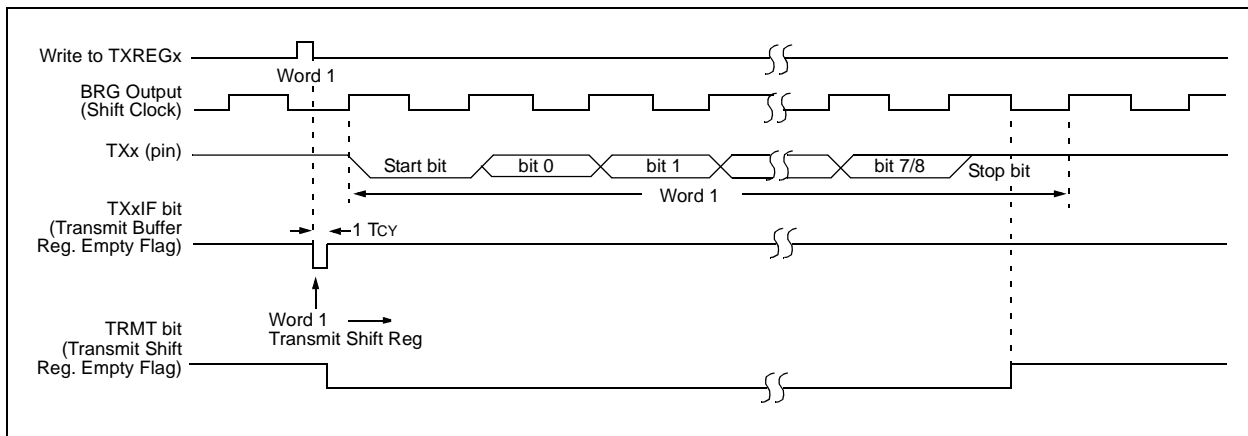 Write to TXREGx
Word 1
BRG Output
(Shift Clock)
TXx (pin)
Start bit
bit 0
bit 1
bit 7/8
Stop bit
Word 1
TXxIF bit
(Transmit Buffer
Reg. Empty Flag)
1 TCY
Word 1
Transmit Shift Reg
TRMT bit
(Transmit Shift
Reg. Empty Flag)